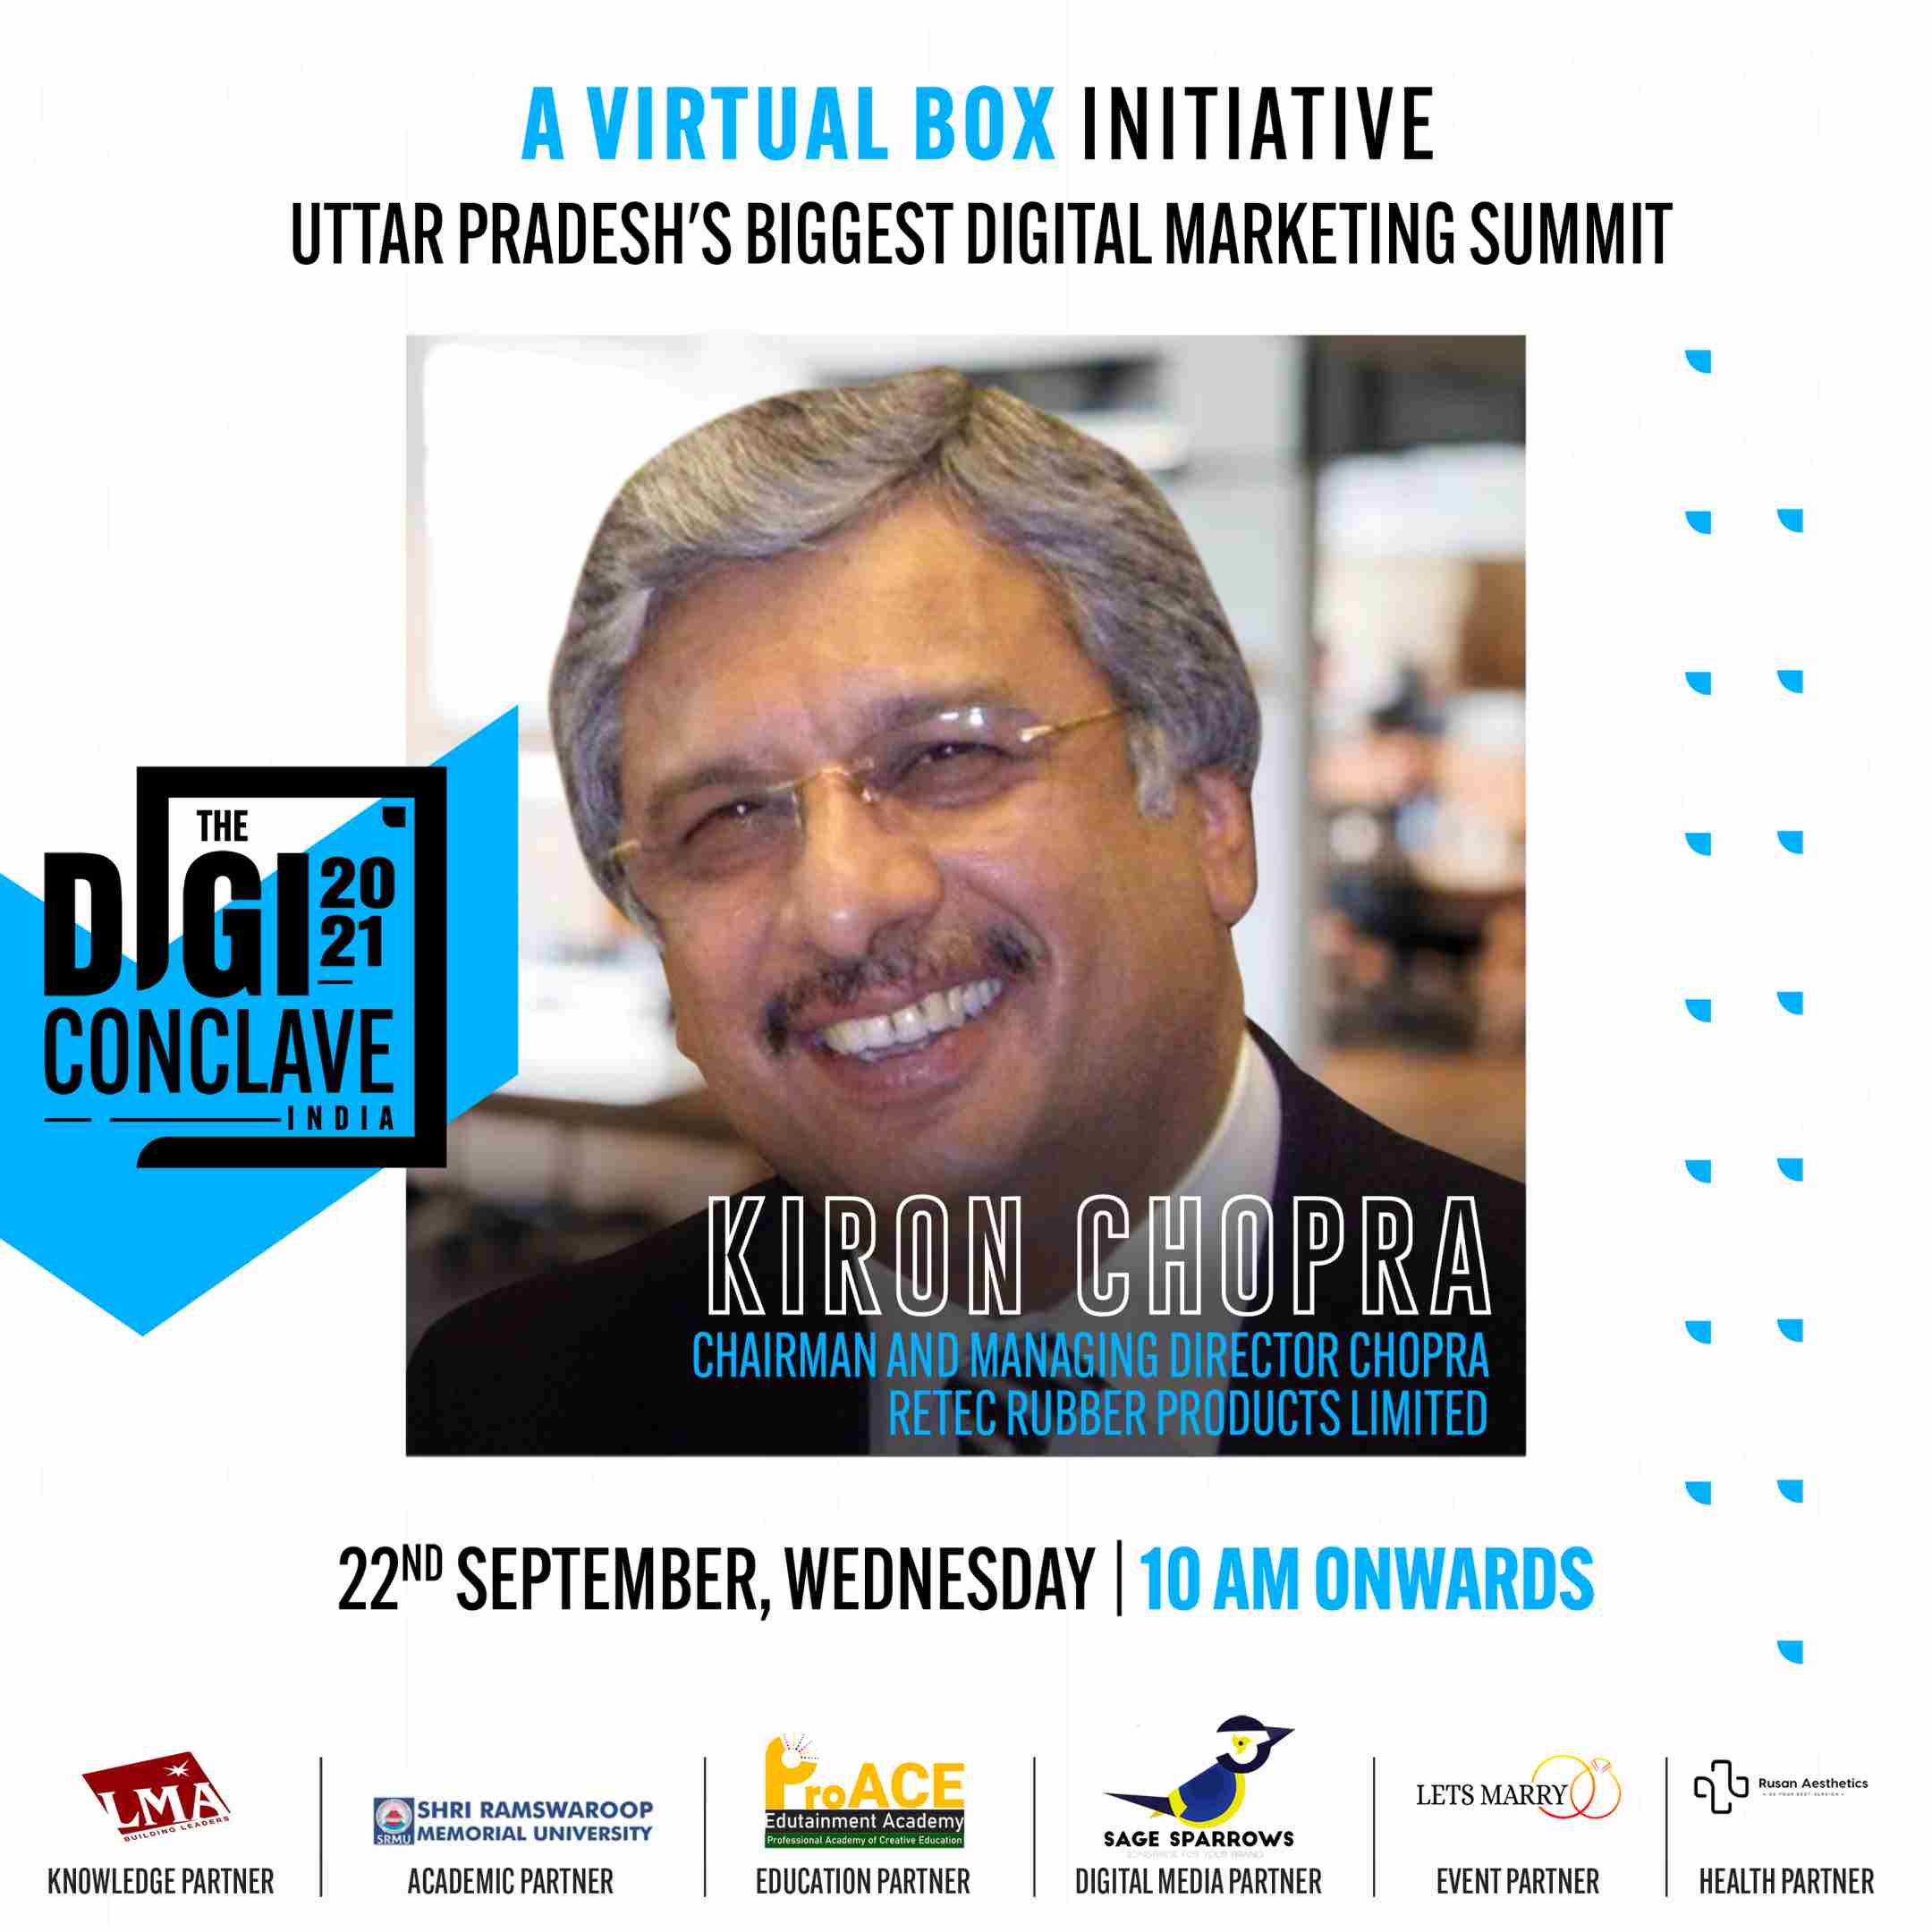 A VIRTUAL BOX INITIATIVE
UTTAR PRADESH'S BIGGEST DIGITAL MARKETING SUMMIT
THE
DIGI 2021
CONCLAVE
INDIA
KIRON CHOPRA
CHAIRMAN AND MANAGING DIRECTOR CHOPRA
RETEC RUBBER PRODUCTS LIMITED
22ND SEPTEMBER, WEDNESDAY | 10 AM ONWARDS
LMA
BUILDING LEADERS
KNOWLEDGE PARTNER
SRMU
SHRI RAMSWAROOP
MEMORIAL UNIVERSITY
ACADEMIC PARTNER
ProACE
Edutainment Academy
Professional Academy of Creative Education
EDUCATION PARTNER
SAGE SPARROWS
DIGITAL MEDIA PARTNER
LETS MARRY
EVENT PARTNER
Rusan Aesthetics
HEALTH PARTNER